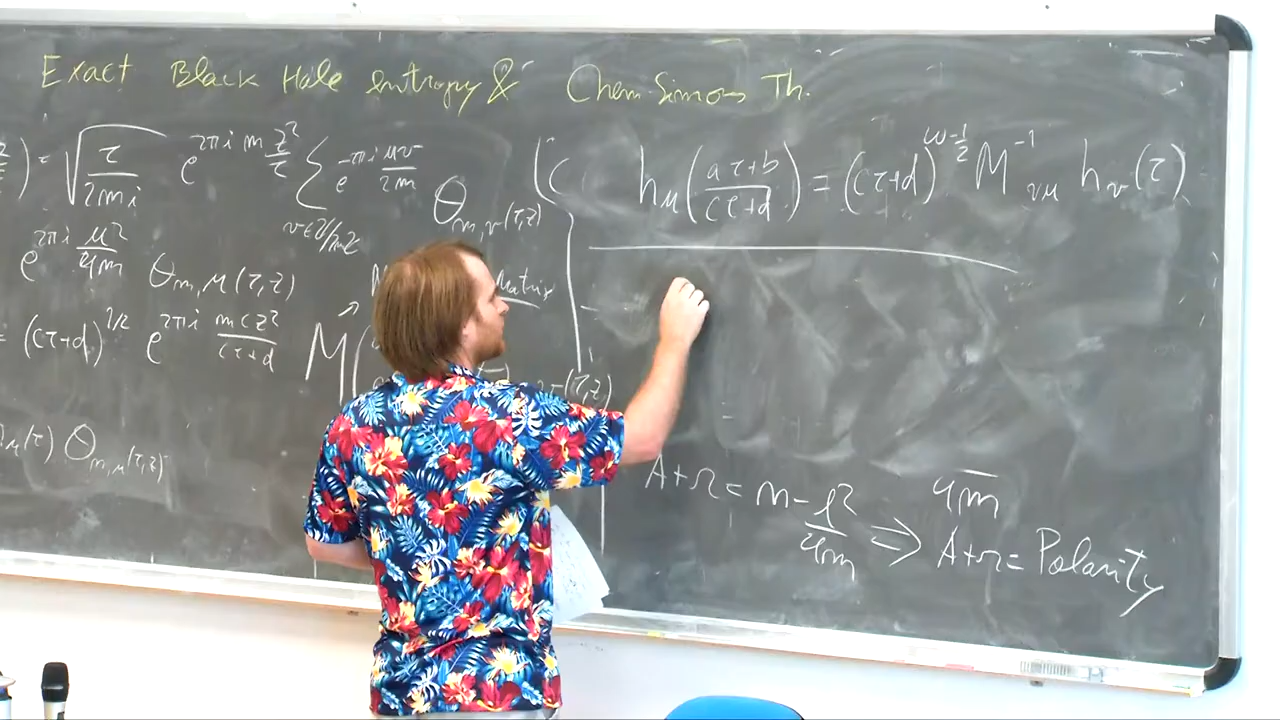 Exact Black Hole entropy & Chern-Simons Th.
) = √(τ/2mi) e^{2πi m z²/τ} Σ_{ν∈ℤ/2mℤ} e^{-πi μν/2m} θ_{m,ν}(τ,z)
e^{2πi μ²/4m} θ_{m,μ}(τ,z)
= (cτ+d)^{1/2} e^{2πi mcz²/cτ+d} M(
(τ) θ_{m,μ}(τ,z)
h_μ(aτ+b/cτ+d) = (cτ+d)^{ω-1/2} M^{-1}_{νμ} h_ν(τ)
4m
A+Ω = n - ℓ²/4m ⇒ A+Ω = Polarity